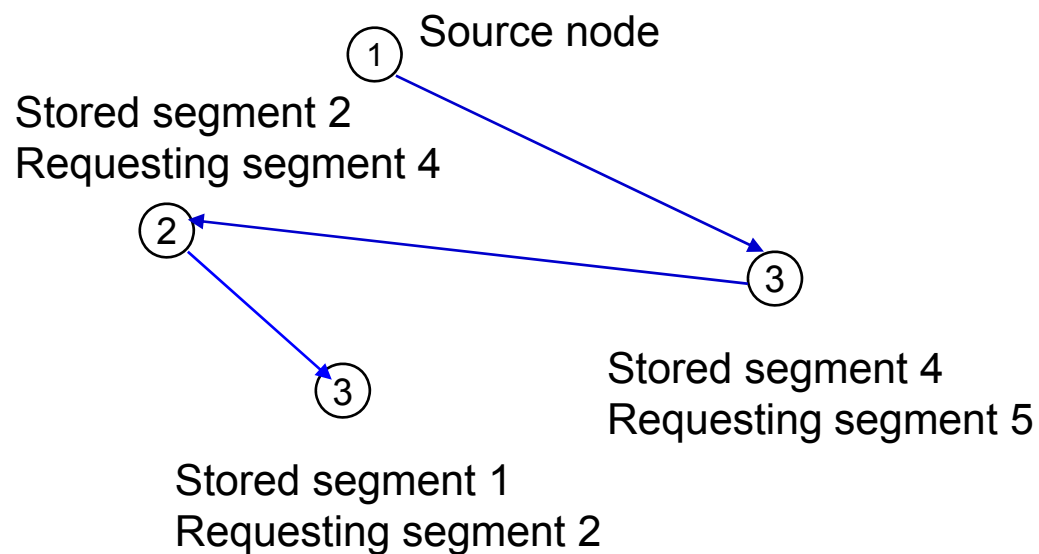 Source node
1
Stored segment 2
Requesting segment 4
2
3
Stored segment 4
Requesting segment 5
3
Stored segment 1
Requesting segment 2